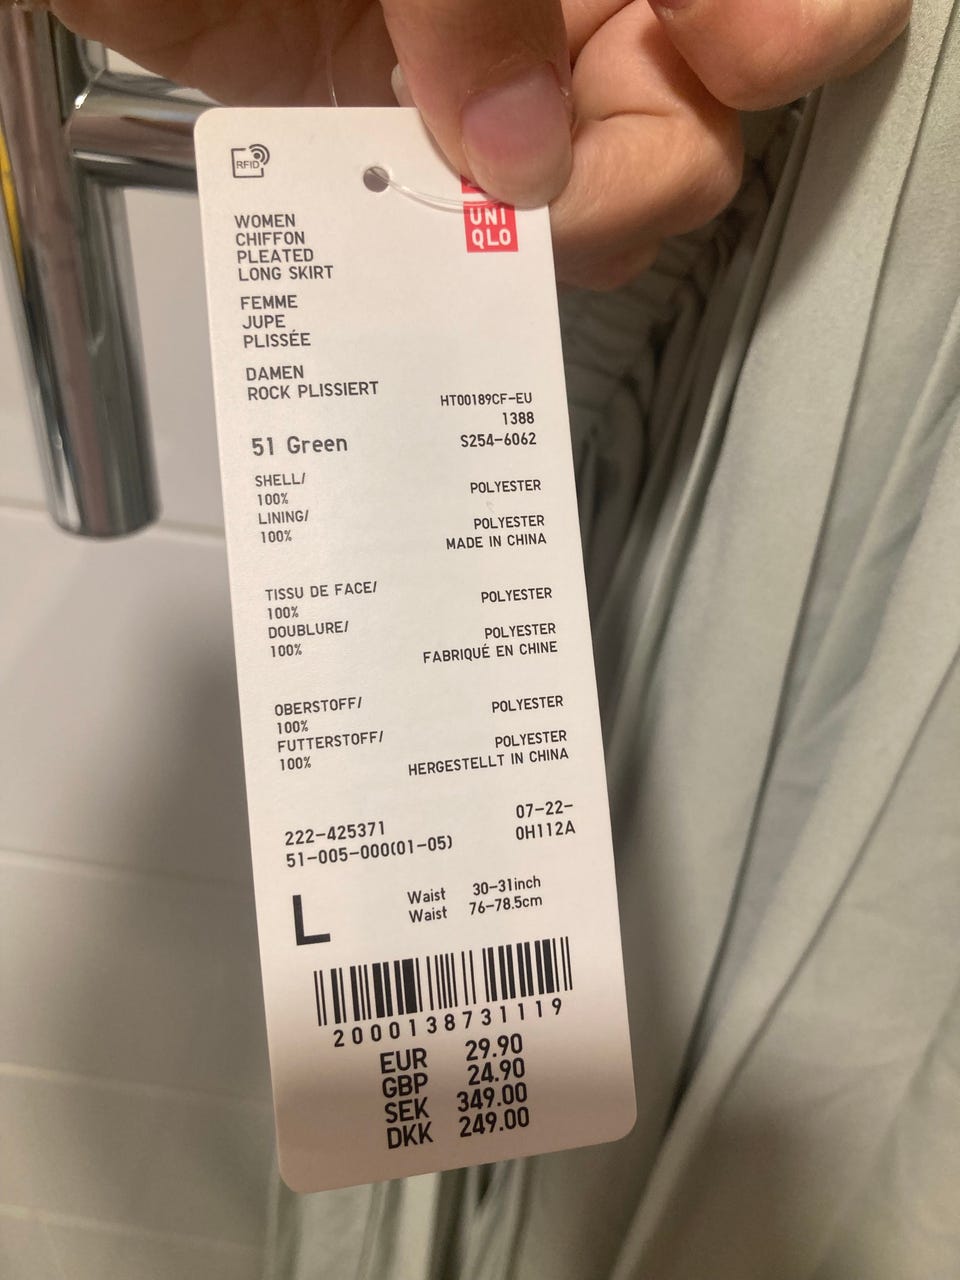 RFID
UNI
QLO
WOMEN
CHIFFON
PLEATED
LONG SKIRT
FEMME
JUPE
PLISSÉE
DAMEN
ROCK PLISSIERT
HT00189CF-EU
1388
51 Green S254-6062
SHELL/
100% POLYESTER
LINING/
100% POLYESTER
MADE IN CHINA
TISSU DE FACE/
100% POLYESTER
DOUBLURE/
100% POLYESTER
FABRIQUÉ EN CHINE
OBERSTOFF/
100% POLYESTER
FUTTERSTOFF/
100% POLYESTER
HERGESTELLT IN CHINA
222-425371 07-22-
51-005-000(01-05) 0H112A
L
Waist 30-31inch
Waist 76-78.5cm
2000138731119
EUR 29.90
GBP 24.90
SEK 349.00
DKK 249.00